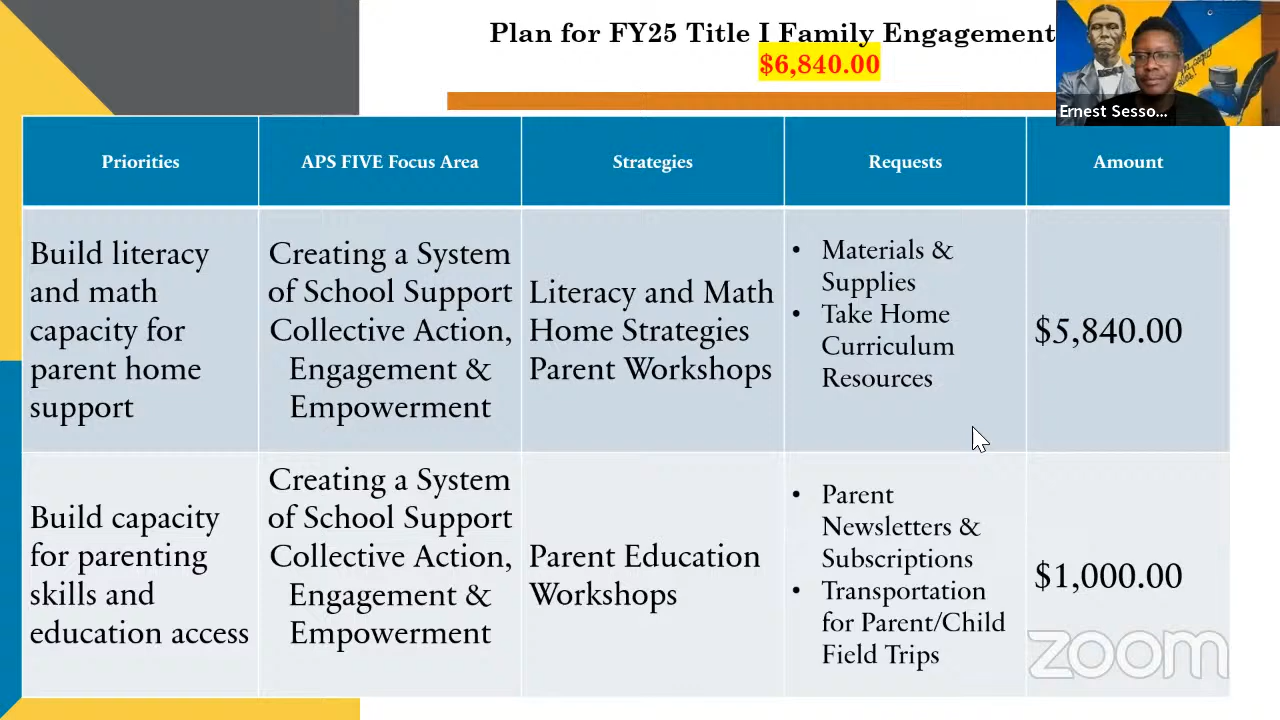 Plan for FY25 Title I Family Engagement
$6,840.00
Ernest Sesso...
Priorities
APS FIVE Focus Area
Strategies
Requests
Amount
Build literacy
and math
capacity for
parent home
support
Creating a System
of School Support
Collective Action,
Engagement &
Empowerment
Literacy and Math
Home Strategies
Parent Workshops
• Materials &
Supplies
• Take Home
Curriculum
Resources
$5,840.00
Build capacity
for parenting
skills and
education access
Creating a System
of School Support
Collective Action,
Engagement &
Empowerment
Parent Education
Workshops
• Parent
Newsletters &
Subscriptions
• Transportation
for Parent/Child
Field Trips
$1,000.00
zoom